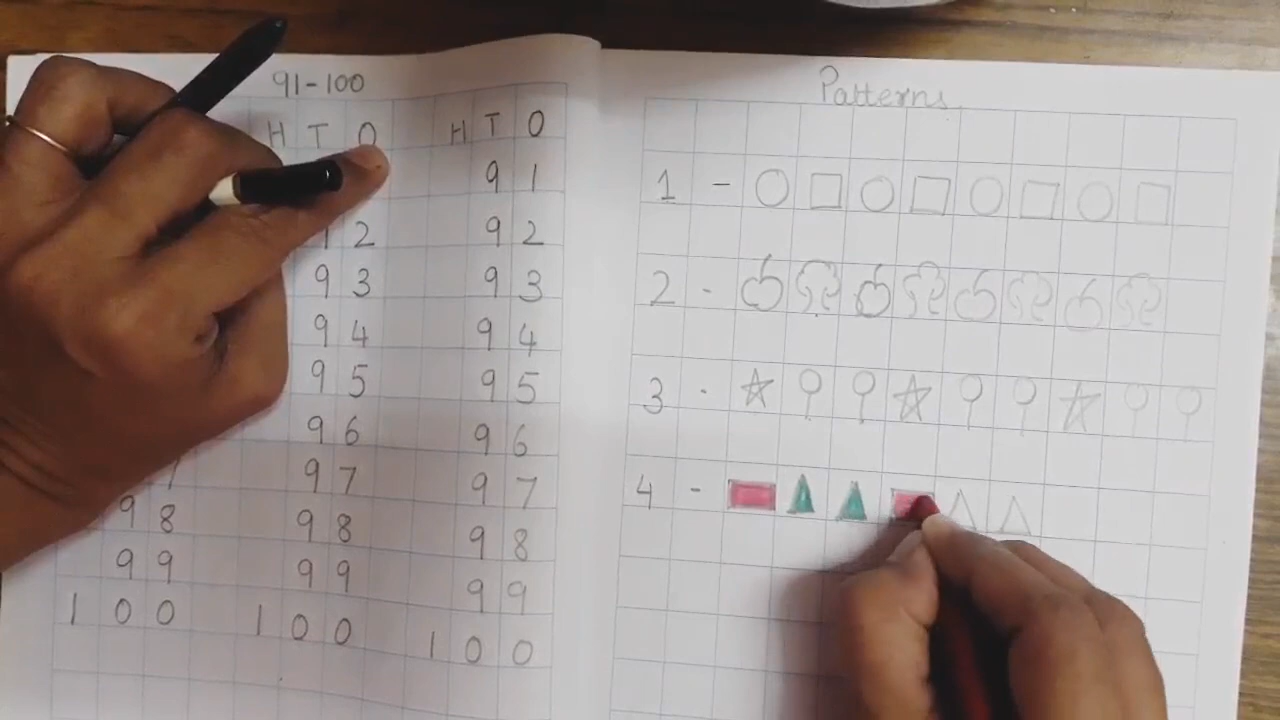 91-100
H T O H T O
9 1
2 9 2
9 3 9 3
9 4 9 4
9 5 9 5
9 6 9 6
7 9 7 9 7
9 8 9 8 9 8
9 9 9 9 9 9
1 0 0 1 0 0 1 0 0
Patterns
1 -
2 -
3 -
4 -